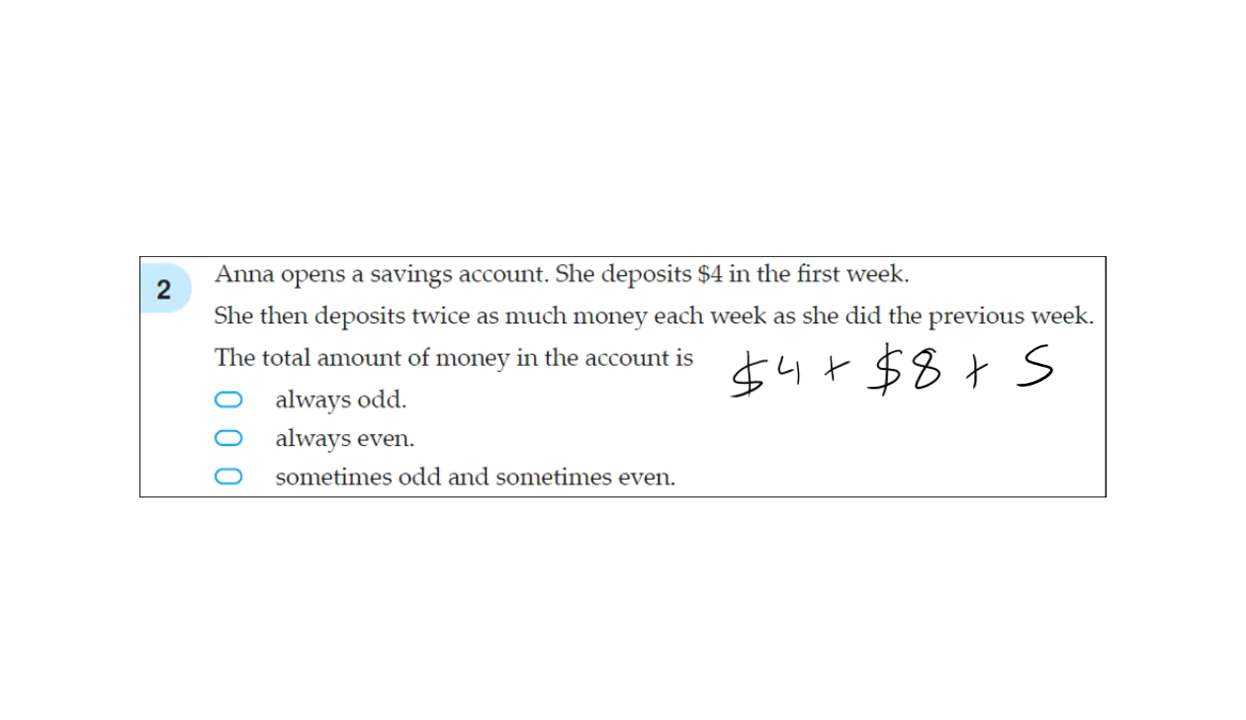 2
Anna opens a savings account. She deposits $4 in the first week.
She then deposits twice as much money each week as she did the previous week.
The total amount of money in the account is $4 + $8 + S
always odd.
always even.
sometimes odd and sometimes even.